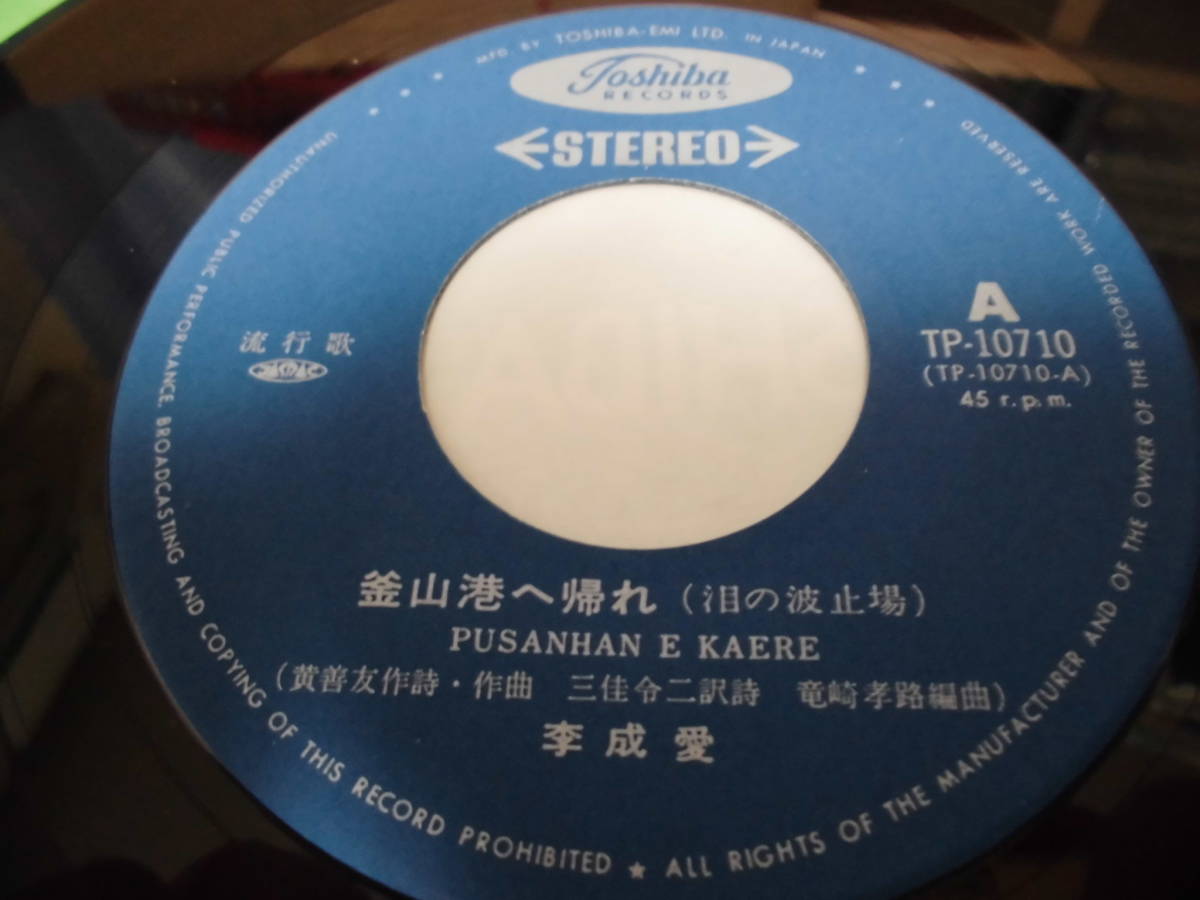 MFD. BY TOSHIBA-EMI LTD. IN JAPAN
Toshiba
RECORDS
STEREO
流行歌
JASRAC
A
TP-10710
(TP-10710-A)
45 r.p.m.
釜山港へ帰れ (泪の波止場)
PUSANHAN E KAERE
(黄善友作詩・作曲 三佳令二訳詩 竜崎孝路編曲)
李成愛
UNAUTHORIZED PUBLIC PERFORMANCE, BROADCASTING AND COPYING OF THIS RECORD PROHIBITED ★ ALL RIGHTS OF THE MANUFACTURER AND OF THE OWNER OF THE RECORDED WORK ARE RESERVED